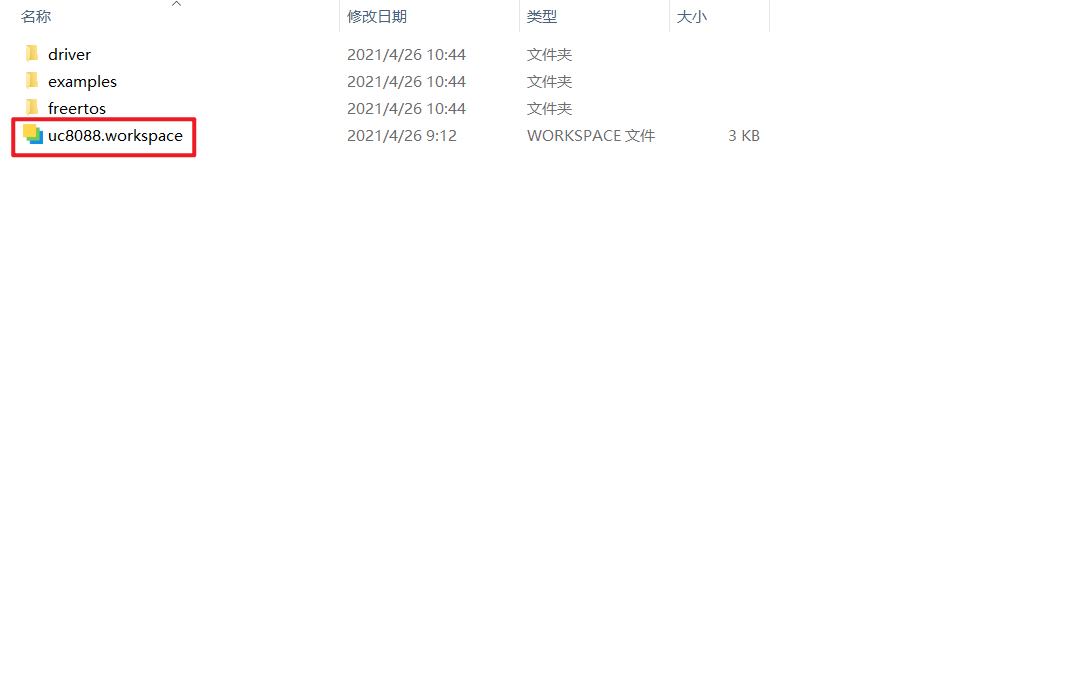 名称 修改日期 类型 大小
driver 2021/4/26 10:44 文件夹
examples 2021/4/26 10:44 文件夹
freertos 2021/4/26 10:44 文件夹
uc8088.workspace 2021/4/26 9:12 WORKSPACE 文件 3 KB